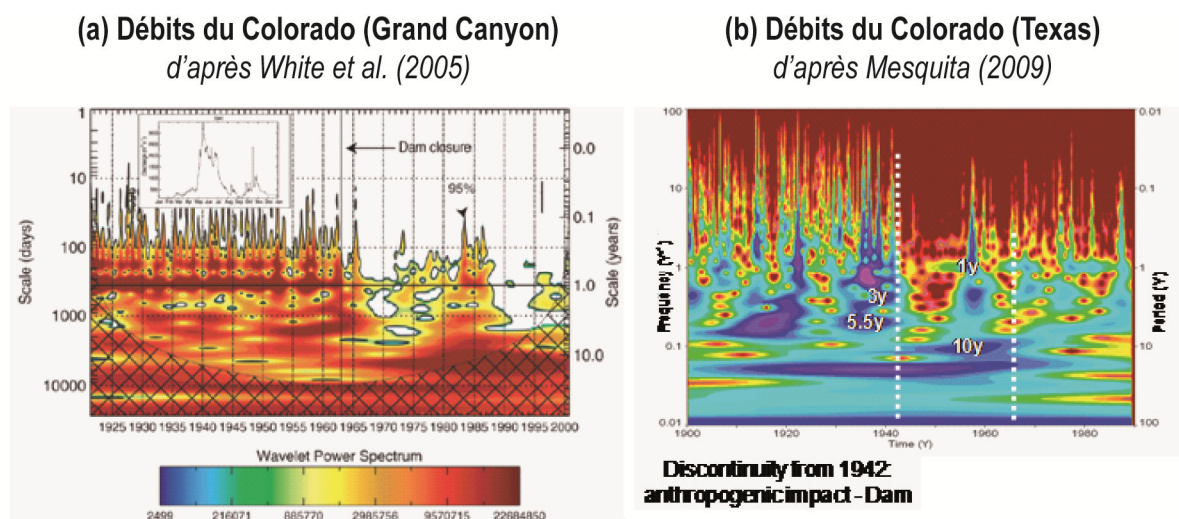 (a) Débits du Colorado (Grand Canyon)
d'après White et al. (2005)
1
10
100
1000
10000
Scale (days)
Dam closure
95%
0.0
0.1
1.0
10.0
Scale (years)
1925 1930 1935 1940 1945 1950 1955 1960 1965 1970 1975 1980 1985 1990 1995 2000
Wavelet Power Spectrum
2499 216071 885770 2985756 9570715 22684850
(b) Débits du Colorado (Texas)
d'après Mesquita (2009)
100
10
1
0.1
0.01
1y
3y
5.5y
10y
0.01
0.1
1
10
100
Period (Y)
1900 1920 1940 1960 1980
Time (Y)
Discontinuity from 1942:
anthropogenic impact - Dam